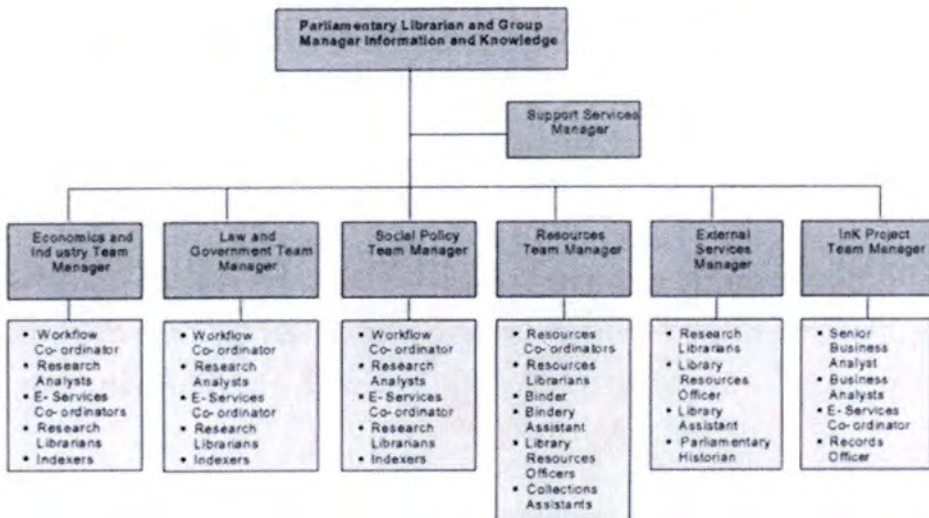 Parliamentary Librarian and Group
Manager Information and Knowledge
Support Services
Manager
Economics and
Industry Team
Manager
Law and
Government Team
Manager
Social Policy
Team Manager
Resources
Team Manager
External
Services
Manager
InK Project
Team Manager
▪ Workflow
Co-ordinator
▪ Research
Analysts
▪ E-Services
Co-ordinators
▪ Research
Librarians
▪ Indexers
▪ Workflow
Co-ordinator
▪ Research
Analysts
▪ E-Services
Co-ordinator
▪ Research
Librarians
▪ Indexers
▪ Workflow
Co-ordinator
▪ Research
Analysts
▪ E-Services
Co-ordinator
▪ Research
Librarians
▪ Indexers
▪ Resources
Co-ordinators
▪ Resources
Librarians
▪ Binder
▪ Bindery
Assistant
▪ Library
Resources
Officers
▪ Collections
Assistants
▪ Research
Librarians
▪ Library
Resources
Officer
▪ Library
Assistant
▪ Parliamentary
Historian
▪ Senior
Business
Analyst
▪ Business
Analysts
▪ E-Services
Co-ordinator
▪ Records
Officer